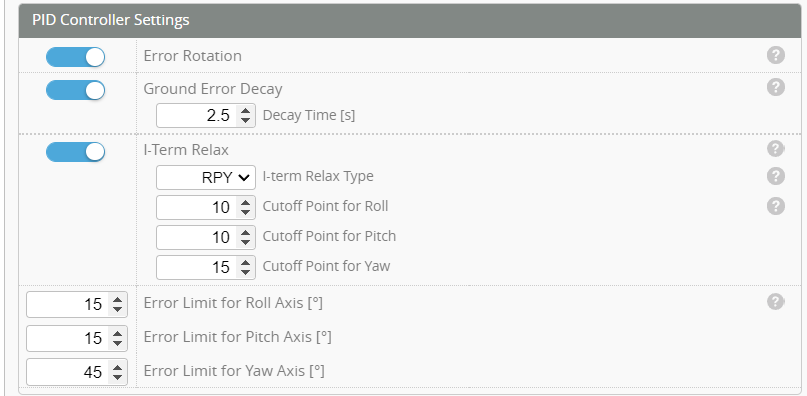 PID Controller Settings
Error Rotation ?
Ground Error Decay ?
2.5 Decay Time [s]
I-Term Relax ?
RPY I-term Relax Type ?
10 Cutoff Point for Roll ?
10 Cutoff Point for Pitch
15 Cutoff Point for Yaw
15 Error Limit for Roll Axis [°] ?
15 Error Limit for Pitch Axis [°]
45 Error Limit for Yaw Axis [°]